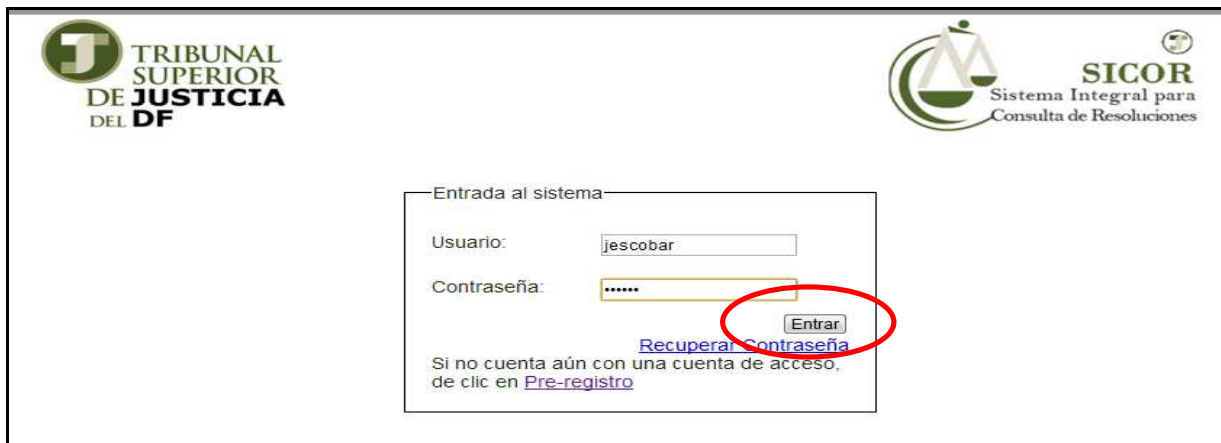 TRIBUNAL
SUPERIOR
DE JUSTICIA
DEL DF
SICOR
Sistema Integral para
Consulta de Resoluciones
Entrada al sistema
Usuario: jescobar
Contraseña: ••••••
Entrar
Recuperar Contraseña
Si no cuenta aún con una cuenta de acceso,
de clic en Pre-registro